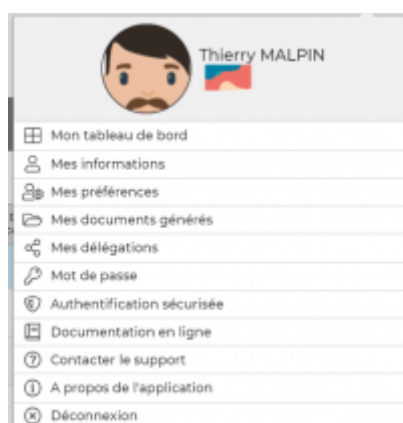 Thierry MALPIN
Mon tableau de bord
Mes informations
Mes préférences
Mes documents générés
Mes délégations
Mot de passe
Authentification sécurisée
Documentation en ligne
Contacter le support
A propos de l'application
Déconnexion